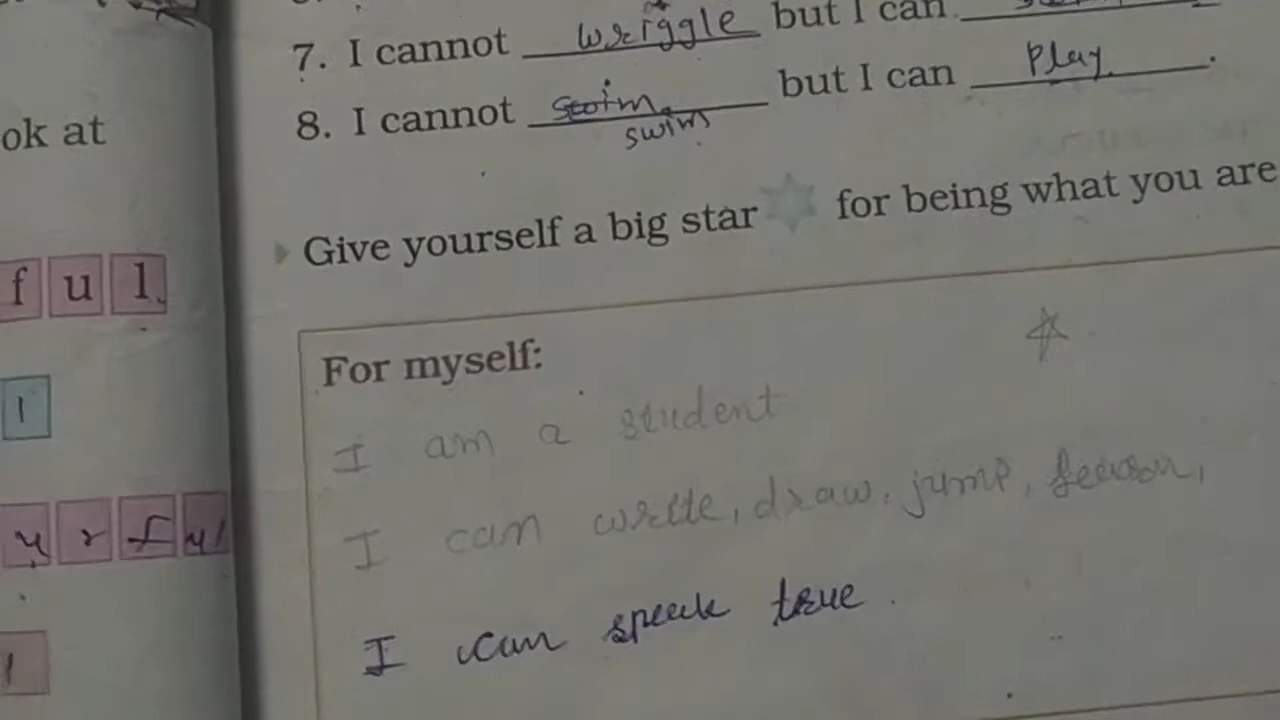 7. I cannot wriggle but I can
8. I cannot swim but I can Play.
swim
ok at
Give yourself a big star for being what you are
f u l
For myself:
I am a student
I can write, draw, jump,
I can speak true